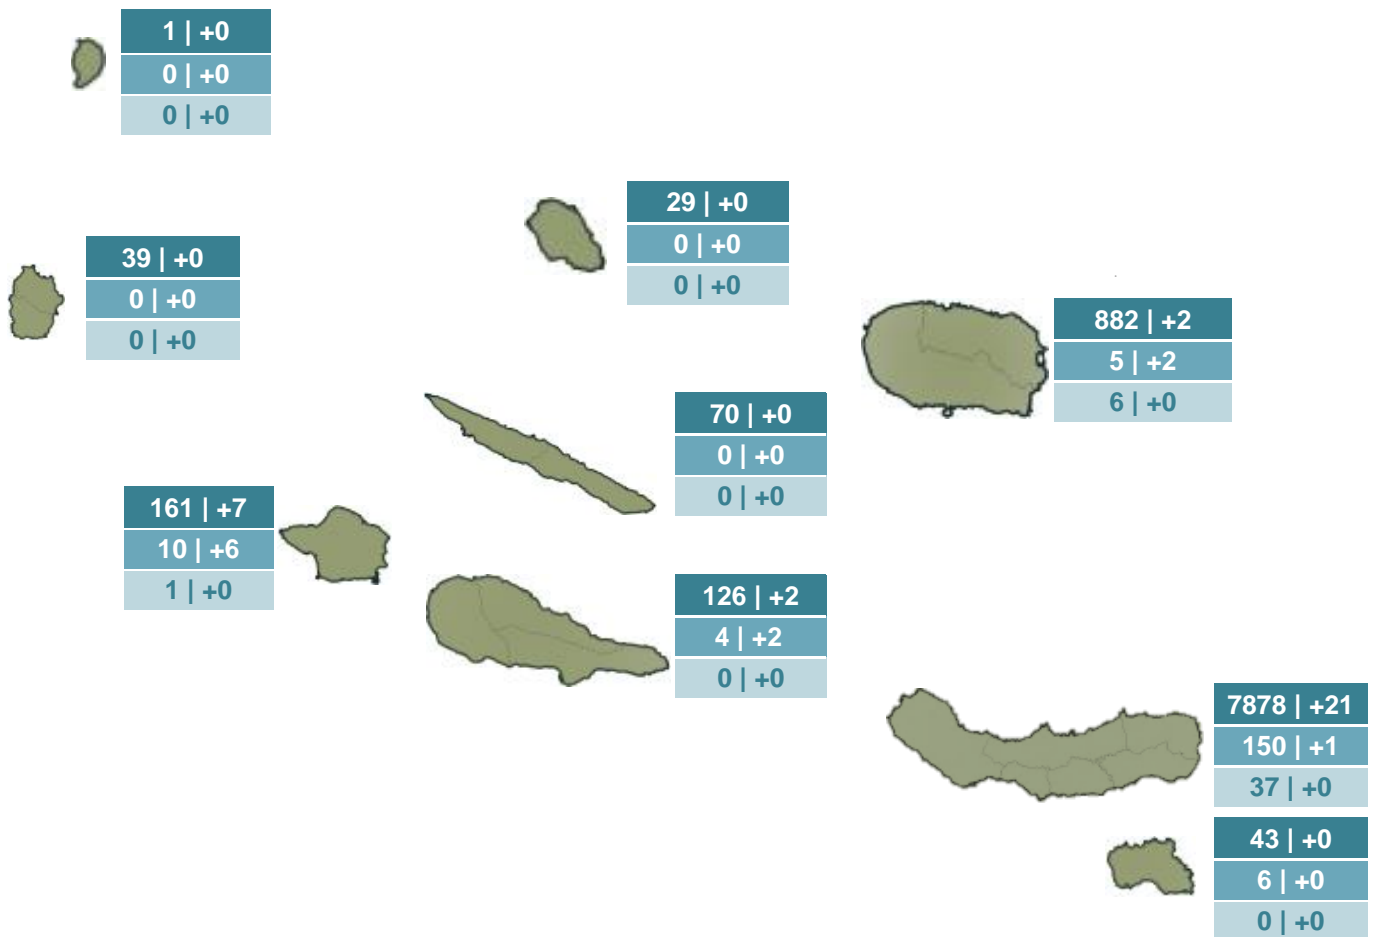 1 | +0
0 | +0
0 | +0
29 | +0
0 | +0
0 | +0
39 | +0
0 | +0
0 | +0
882 | +2
5 | +2
6 | +0
70 | +0
0 | +0
0 | +0
161 | +7
10 | +6
1 | +0
126 | +2
4 | +2
0 | +0
7878 | +21
150 | +1
37 | +0
43 | +0
6 | +0
0 | +0